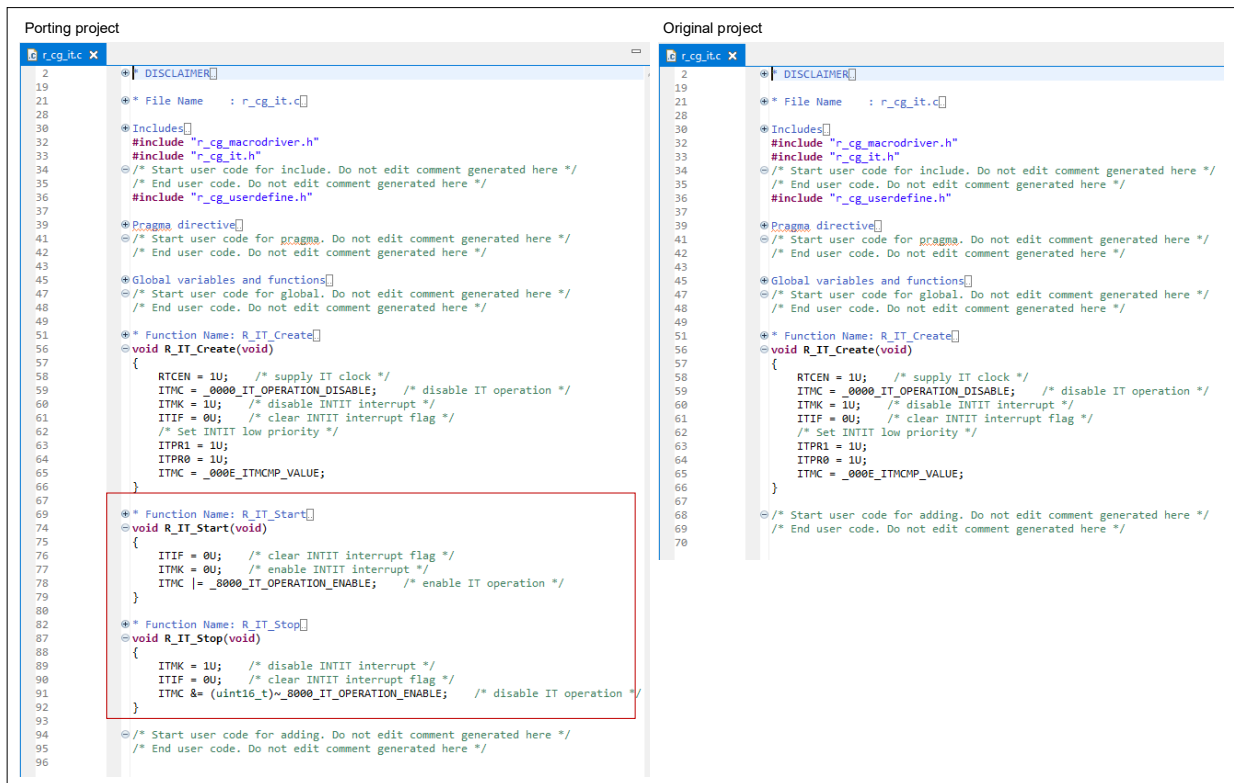 Porting project
r_cg_it.c
2 * DISCLAIMER
19
21 * File Name    : r_cg_it.c
28
30 Includes
32 #include "r_cg_macrodriver.h"
33 #include "r_cg_it.h"
34 /* Start user code for include. Do not edit comment generated here */
35 /* End user code. Do not edit comment generated here */
36 #include "r_cg_userdefine.h"
37
39 Pragma directive
41 /* Start user code for pragma. Do not edit comment generated here */
42 /* End user code. Do not edit comment generated here */
43
45 Global variables and functions
47 /* Start user code for global. Do not edit comment generated here */
48 /* End user code. Do not edit comment generated here */
49
51 * Function Name: R_IT_Create
56 void R_IT_Create(void)
57 {
58     RTCEN = 1U;    /* supply IT clock */
59     ITMC = _0000_IT_OPERATION_DISABLE;    /* disable IT operation */
60     ITMK = 1U;    /* disable INTIT interrupt */
61     ITIF = 0U;    /* clear INTIT interrupt flag */
62     /* Set INTIT low priority */
63     ITPR1 = 1U;
64     ITPR0 = 1U;
65     ITMC = _000E_ITMCMP_VALUE;
66 }
67
69 * Function Name: R_IT_Start
74 void R_IT_Start(void)
75 {
76     ITIF = 0U;    /* clear INTIT interrupt flag */
77     ITMK = 0U;    /* enable INTIT interrupt */
78     ITMC |= _8000_IT_OPERATION_ENABLE;    /* enable IT operation */
79 }
80
82 * Function Name: R_IT_Stop
87 void R_IT_Stop(void)
88 {
89     ITMK = 1U;    /* disable INTIT interrupt */
90     ITIF = 0U;    /* clear INTIT interrupt flag */
91     ITMC &= (uint16_t)~_8000_IT_OPERATION_ENABLE;    /* disable IT operation */
92 }
93
94 /* Start user code for adding. Do not edit comment generated here */
95 /* End user code. Do not edit comment generated here */
96
Original project
r_cg_it.c
2 * DISCLAIMER
19
21 * File Name    : r_cg_it.c
28
30 Includes
32 #include "r_cg_macrodriver.h"
33 #include "r_cg_it.h"
34 /* Start user code for include. Do not edit comment generated here */
35 /* End user code. Do not edit comment generated here */
36 #include "r_cg_userdefine.h"
37
39 Pragma directive
41 /* Start user code for pragma. Do not edit comment generated here */
42 /* End user code. Do not edit comment generated here */
43
45 Global variables and functions
47 /* Start user code for global. Do not edit comment generated here */
48 /* End user code. Do not edit comment generated here */
49
51 * Function Name: R_IT_Create
56 void R_IT_Create(void)
57 {
58     RTCEN = 1U;    /* supply IT clock */
59     ITMC = _0000_IT_OPERATION_DISABLE;    /* disable IT operation */
60     ITMK = 1U;    /* disable INTIT interrupt */
61     ITIF = 0U;    /* clear INTIT interrupt flag */
62     /* Set INTIT low priority */
63     ITPR1 = 1U;
64     ITPR0 = 1U;
65     ITMC = _000E_ITMCMP_VALUE;
66 }
67
68 /* Start user code for adding. Do not edit comment generated here */
69 /* End user code. Do not edit comment generated here */
70